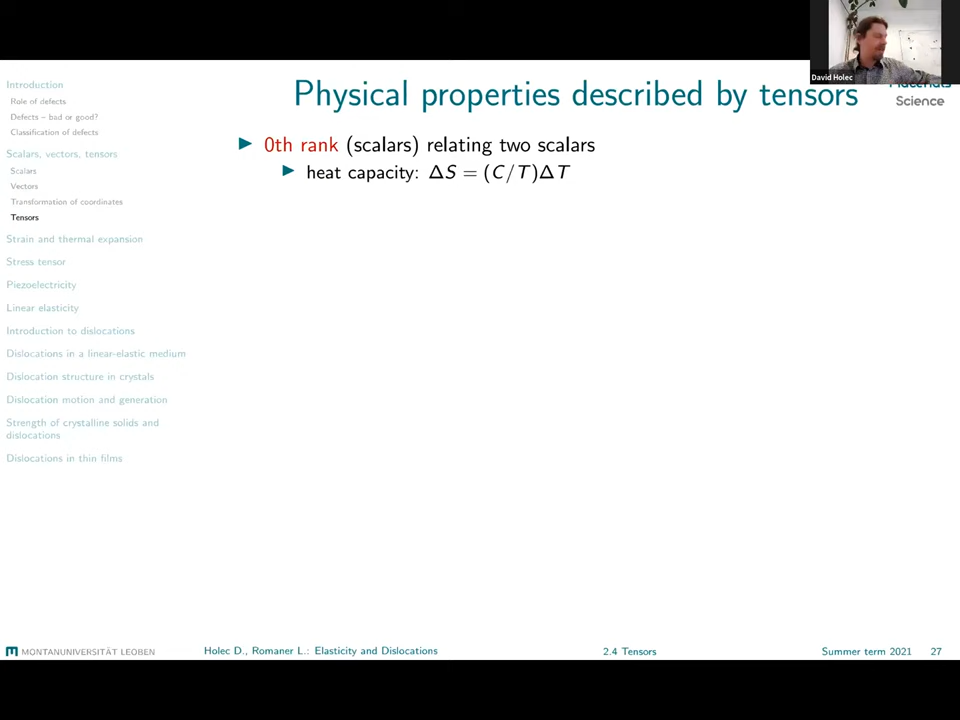 David Holec
Materials
Science
Physical properties described by tensors
Introduction
Role of defects
Defects – bad or good?
Classification of defects
Scalars, vectors, tensors
Scalars
Vectors
Transformation of coordinates
Tensors
Strain and thermal expansion
Stress tensor
Piezoelectricity
Linear elasticity
Introduction to dislocations
Dislocations in a linear-elastic medium
Dislocation structure in crystals
Dislocation motion and generation
Strength of crystalline solids and
dislocations
Dislocations in thin films
▶ 0th rank (scalars) relating two scalars
▶ heat capacity: ΔS = (C/T)ΔT
MONTANUNIVERSITÄT LEOBEN
Holec D., Romaner L.: Elasticity and Dislocations
2.4 Tensors
Summer term 2021 27